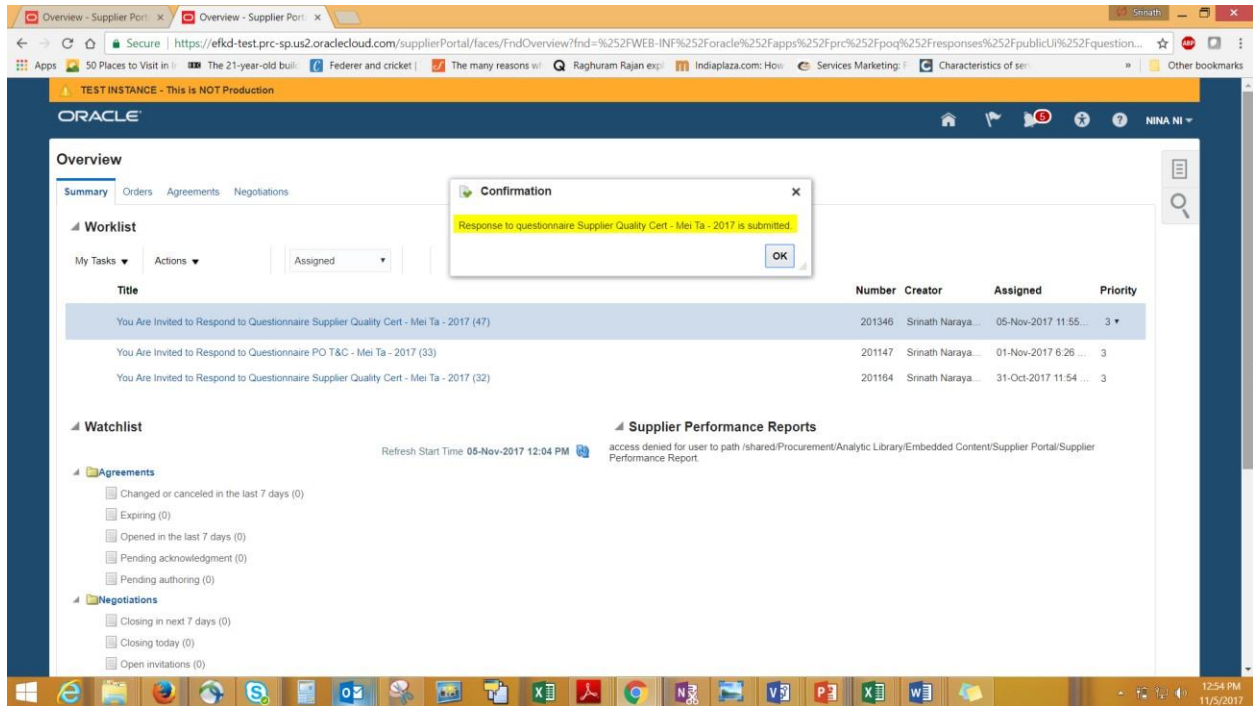 Overview - Supplier Port: ×
Overview - Supplier Port: ×
Srinath
Secure | https://efkd-test.prc-sp.us2.oraclecloud.com/supplierPortal/faces/FndOverview?fnd=%252FWEB-INF%252Foracle%252Fapps%252Fprc%252Fpoq%252Fresponses%252FpublicUi%252Fquestion...
Apps 50 Places to Visit in The 21-year-old buil Federer and cricket | The many reasons wh Raghuram Rajan expl Indiaplaza.com: How Services Marketing: Characteristics of ser » Other bookmarks
TEST INSTANCE - This is NOT Production
ORACLE
5
NINA NI
Overview
Summary Orders Agreements Negotiations
Confirmation
Response to questionnaire Supplier Quality Cert - Mei Ta - 2017 is submitted.
OK
Worklist
My Tasks Actions Assigned
Title Number Creator Assigned Priority
You Are Invited to Respond to Questionnaire Supplier Quality Cert - Mei Ta - 2017 (47) 201346 Srinath Naraya... 05-Nov-2017 11:55... 3
You Are Invited to Respond to Questionnaire PO T&C - Mei Ta - 2017 (33) 201147 Srinath Naraya... 01-Nov-2017 6:26 ... 3
You Are Invited to Respond to Questionnaire Supplier Quality Cert - Mei Ta - 2017 (32) 201164 Srinath Naraya... 31-Oct-2017 11:54 ... 3
Watchlist
Refresh Start Time 05-Nov-2017 12:04 PM
Agreements
Changed or canceled in the last 7 days (0)
Expiring (0)
Opened in the last 7 days (0)
Pending acknowledgment (0)
Pending authoring (0)
Negotiations
Closing in next 7 days (0)
Closing today (0)
Open invitations (0)
Supplier Performance Reports
access denied for user to path /shared/Procurement/Analytic Library/Embedded Content/Supplier Portal/Supplier
Performance Report.
12:54 PM
11/5/2017